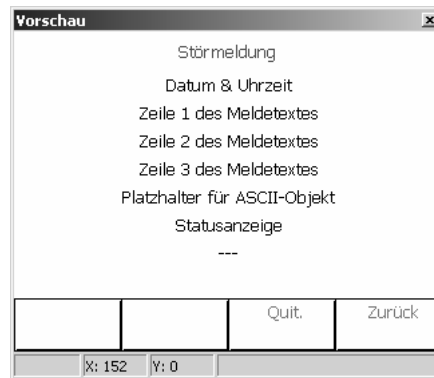 Vorschau
Störmeldung
Datum & Uhrzeit
Zeile 1 des Meldetextes
Zeile 2 des Meldetextes
Zeile 3 des Meldetextes
Platzhalter für ASCII-Objekt
Statusanzeige
---
Quit. Zurück
X: 152 Y: 0